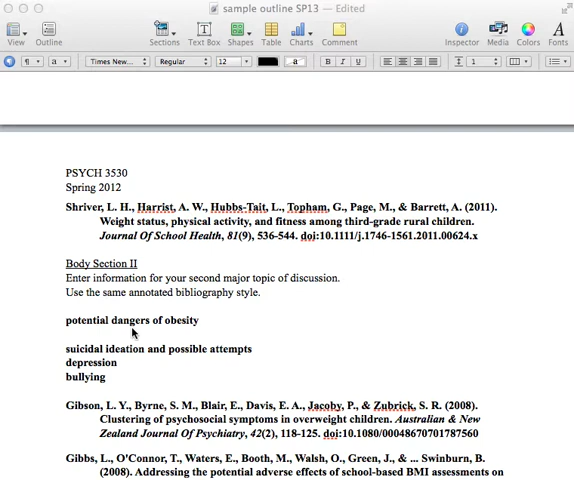 sample outline SP13 — Edited
View Outline Sections Text Box Shapes Table Charts Comment Inspector Media Colors Fonts
¶ a Times New... Regular 12 a B I U 1
PSYCH 3530
Spring 2012
Shriver, L. H., Harrist, A. W., Hubbs-Tait, L., Topham, G., Page, M., & Barrett, A. (2011).
Weight status, physical activity, and fitness among third-grade rural children.
Journal Of School Health, 81(9), 536-544. doi:10.1111/j.1746-1561.2011.00624.x
Body Section II
Enter information for your second major topic of discussion.
Use the same annotated bibliography style.
potential dangers of obesity
suicidal ideation and possible attempts
depression
bullying
Gibson, L. Y., Byrne, S. M., Blair, E., Davis, E. A., Jacoby, P., & Zubrick, S. R. (2008).
Clustering of psychosocial symptoms in overweight children. Australian & New
Zealand Journal Of Psychiatry, 42(2), 118-125. doi:10.1080/00048670701787560
Gibbs, L., O'Connor, T., Waters, E., Booth, M., Walsh, O., Green, J., & ... Swinburn, B.
(2008). Addressing the potential adverse effects of school-based BMI assessments on